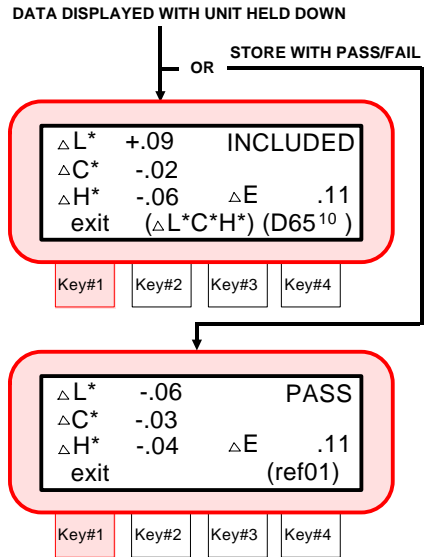 DATA DISPLAYED WITH UNIT HELD DOWN
OR
STORE WITH PASS/FAIL
△L* +.09 INCLUDED
△C* -.02
△H* -.06 △E .11
exit (△L*C*H*) (D65¹⁰ )
Key#1 Key#2 Key#3 Key#4
△L* -.06 PASS
△C* -.03
△H* -.04 △E .11
exit (ref01)
Key#1 Key#2 Key#3 Key#4